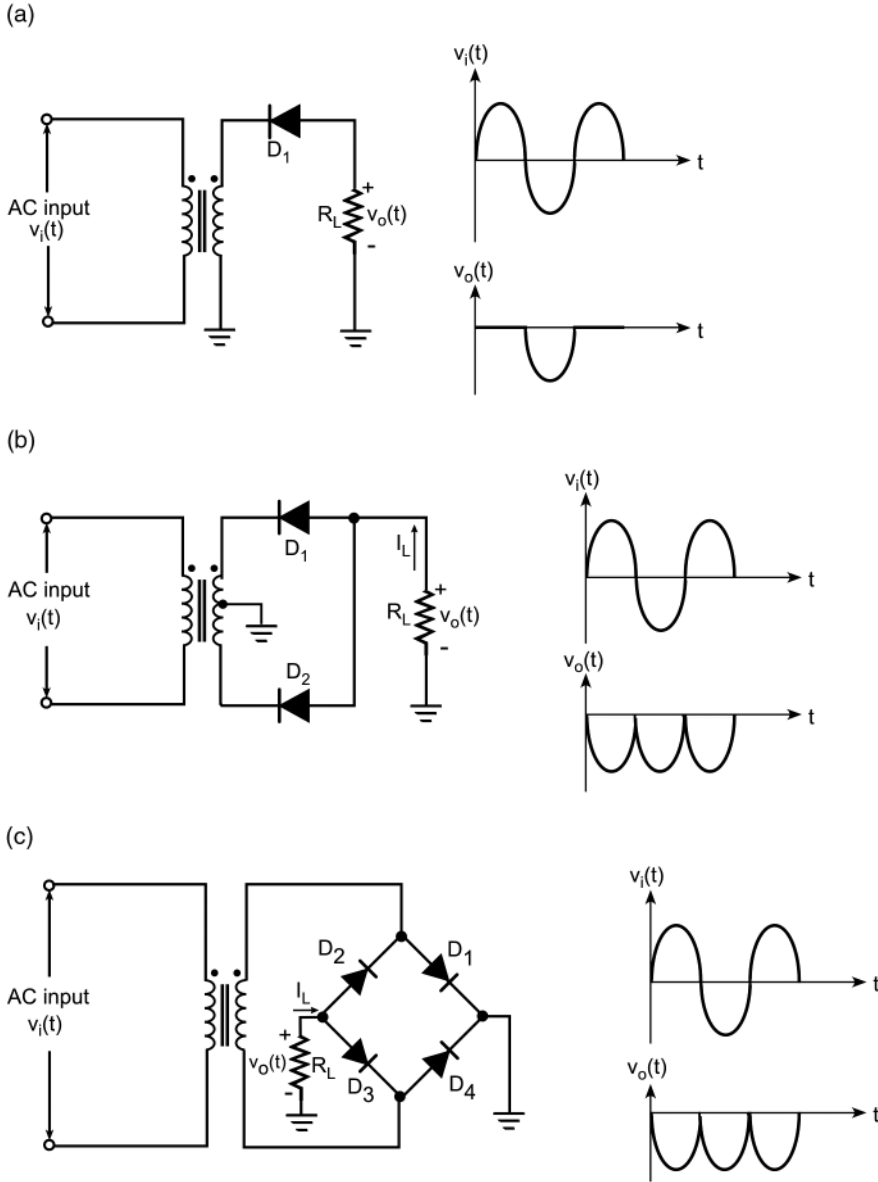 (a)
vi(t)
t
D1
AC input
vi(t)
RL
+
vo(t)
-
vo(t)
t
(b)
vi(t)
t
D1
IL
AC input
vi(t)
RL
+
vo(t)
-
D2
vo(t)
t
(c)
vi(t)
t
D2
D1
AC input
vi(t)
IL
+
vo(t)
RL
-
D3
D4
vo(t)
t